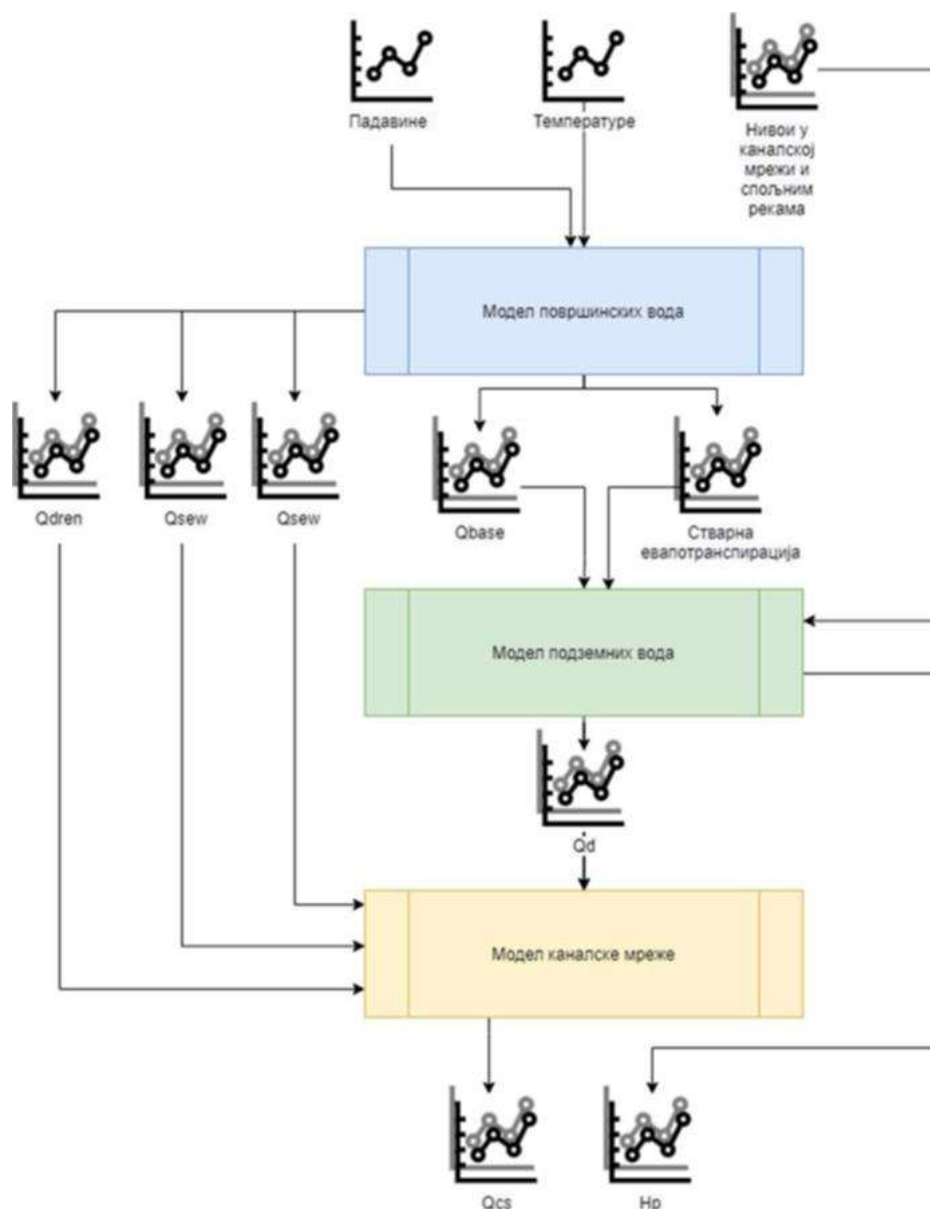 Падавине
Температуре
Нивои у
каналској
мрежи и
спољним
рекама
Модел површинских вода
Qdren
Qsew
Qsew
Qbase
Стварна
евапотранспирација
Модел подземних вода
Qd
Модел каналске мреже
Qcs
Hp